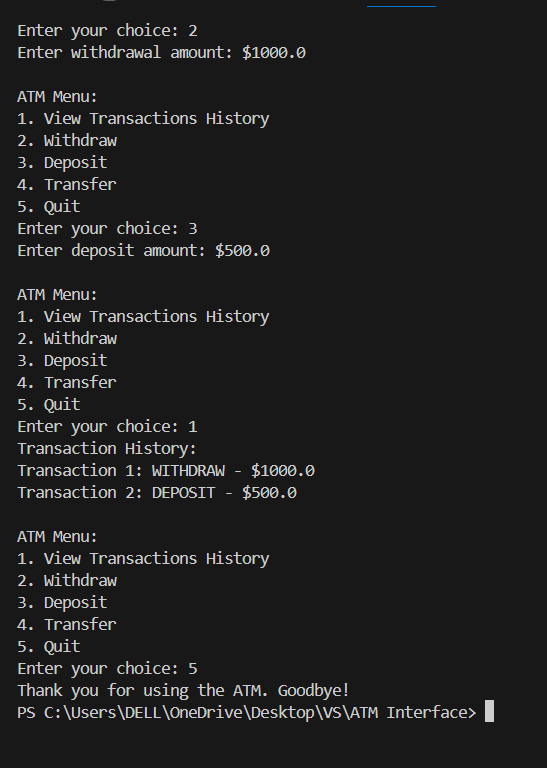 Enter your choice: 2
Enter withdrawal amount: $1000.0
ATM Menu:
1. View Transactions History
2. Withdraw
3. Deposit
4. Transfer
5. Quit
Enter your choice: 3
Enter deposit amount: $500.0
ATM Menu:
1. View Transactions History
2. Withdraw
3. Deposit
4. Transfer
5. Quit
Enter your choice: 1
Transaction History:
Transaction 1: WITHDRAW - $1000.0
Transaction 2: DEPOSIT - $500.0
ATM Menu:
1. View Transactions History
2. Withdraw
3. Deposit
4. Transfer
5. Quit
Enter your choice: 5
Thank you for using the ATM. Goodbye!
PS C:\Users\DELL\OneDrive\Desktop\VS\ATM Interface>